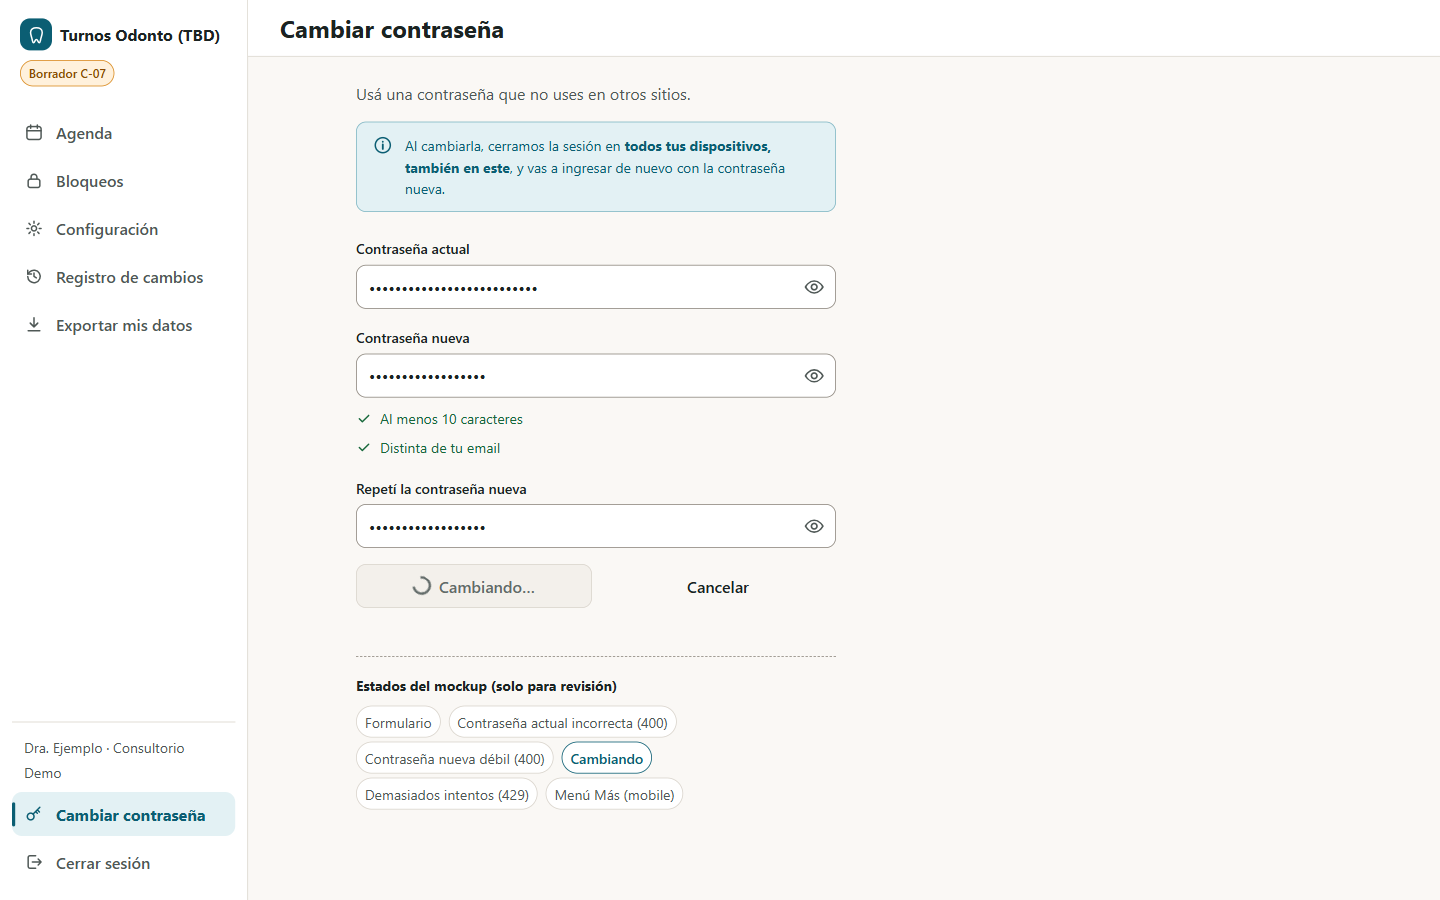 Turnos Odonto (TBD)
Borrador C-07
Agenda
Bloqueos
Configuración
Registro de cambios
Exportar mis datos
Dra. Ejemplo · Consultorio
Demo
Cambiar contraseña
Cerrar sesión
Cambiar contraseña
Usá una contraseña que no uses en otros sitios.
Al cambiarla, cerramos la sesión en todos tus dispositivos,
también en este, y vas a ingresar de nuevo con la contraseña
nueva.
Contraseña actual
••••••••••••••••••••••••••
Contraseña nueva
••••••••••••••••••
Al menos 10 caracteres
Distinta de tu email
Repetí la contraseña nueva
••••••••••••••••••
Cambiando...
Cancelar
Estados del mockup (solo para revisión)
Formulario
Contraseña actual incorrecta (400)
Contraseña nueva débil (400)
Cambiando
Demasiados intentos (429)
Menú Más (mobile)